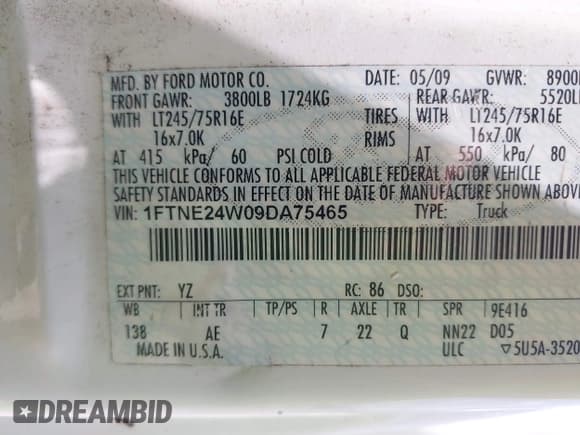 MFD. BY FORD MOTOR CO. DATE: 05/09 GVWR: 8900
FRONT GAWR: 3800LB 1724KG REAR GAWR: 5520L
WITH LT245/75R16E TIRES WITH LT245/75R16E
16x7.0K RIMS 16x7.0K
AT 415 kPa/ 60 PSI COLD AT 550 kPa/ 80
THIS VEHICLE CONFORMS TO ALL APPLICABLE FEDERAL MOTOR VEHICLE
SAFETY STANDARDS IN EFFECT ON THE DATE OF MANUFACTURE SHOWN ABOVE
VIN: 1FTNE24W09DA75465 TYPE: Truck
EXT PNT: YZ RC: 86 DSO:
WB INT TR TP/PS R AXLE TR SPR 9E416
138 AE 7 22 Q NN22 D05
MADE IN U.S.A. ULC ▽5U5A-3520
DREAMBID